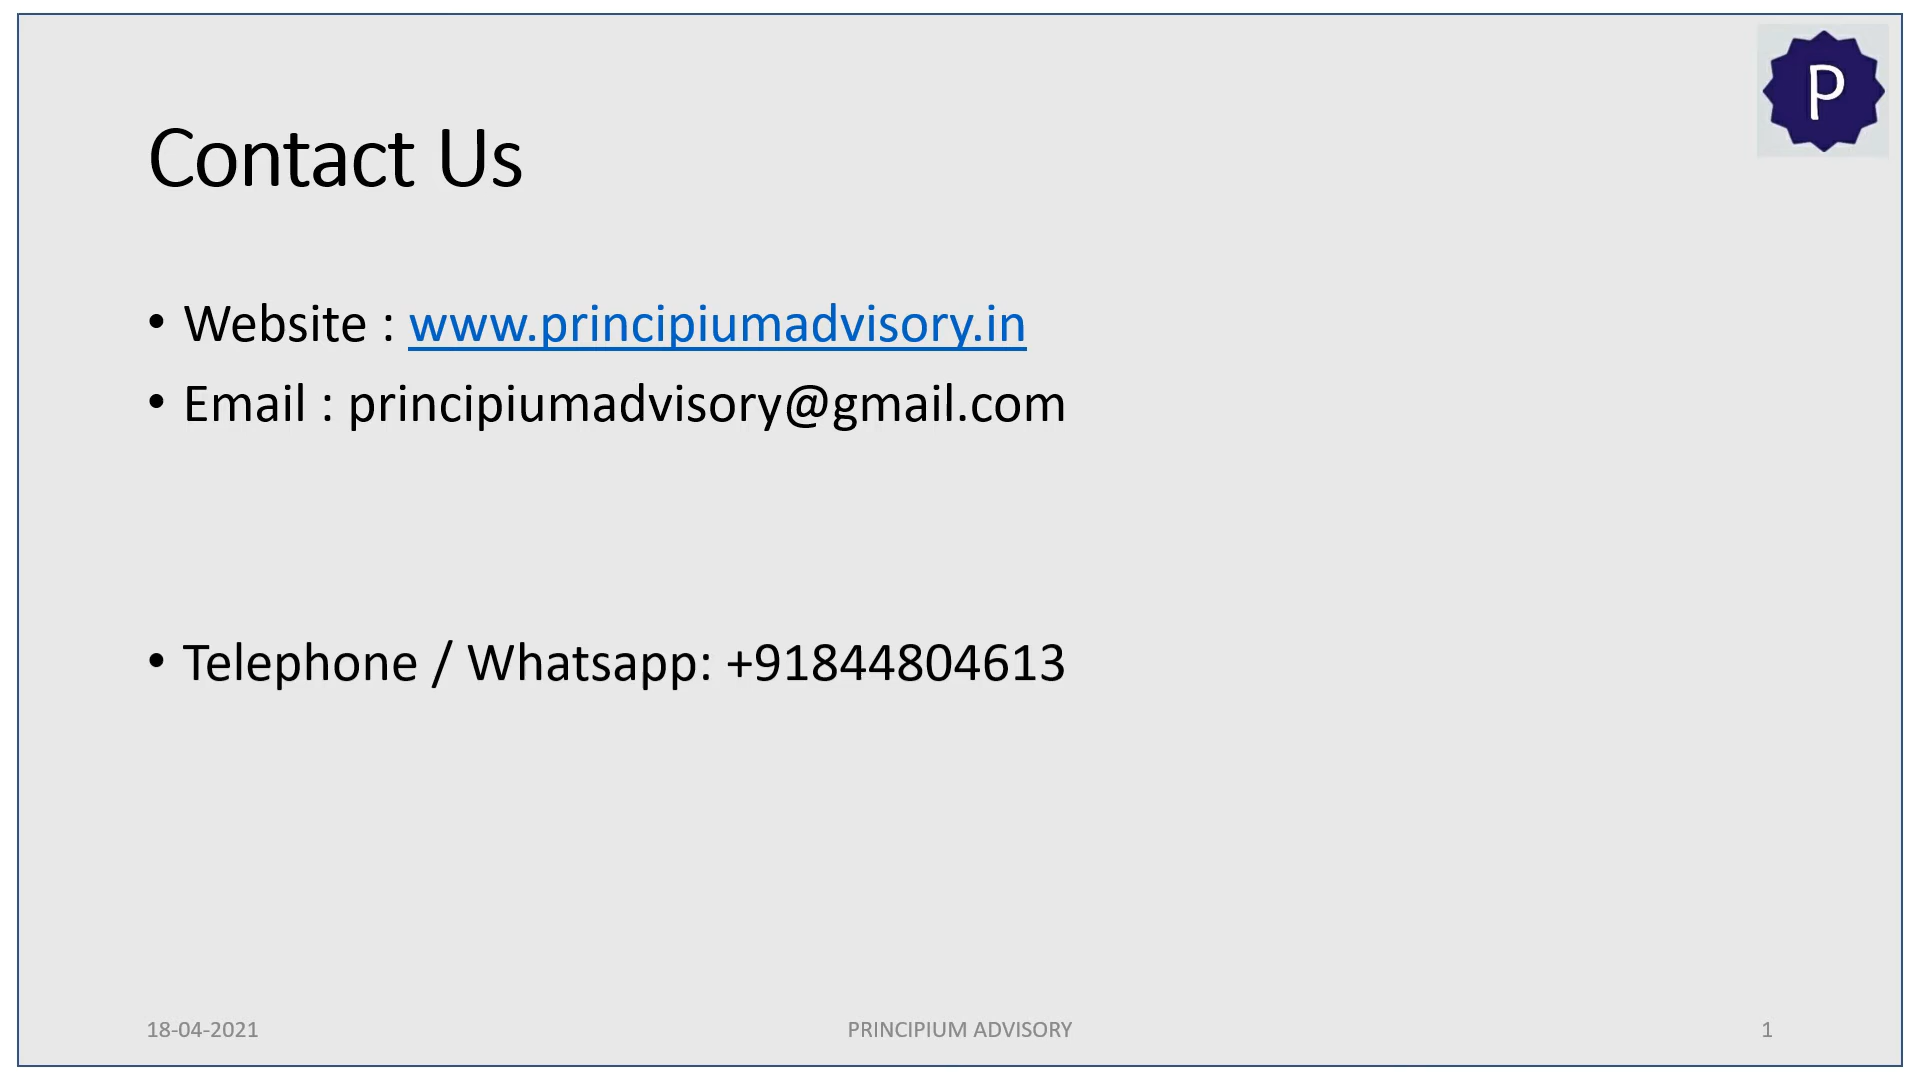 P
Contact Us
• Website : www.principiumadvisory.in
• Email : principiumadvisory@gmail.com
• Telephone / Whatsapp: +91844804613
18-04-2021
PRINCIPIUM ADVISORY
1